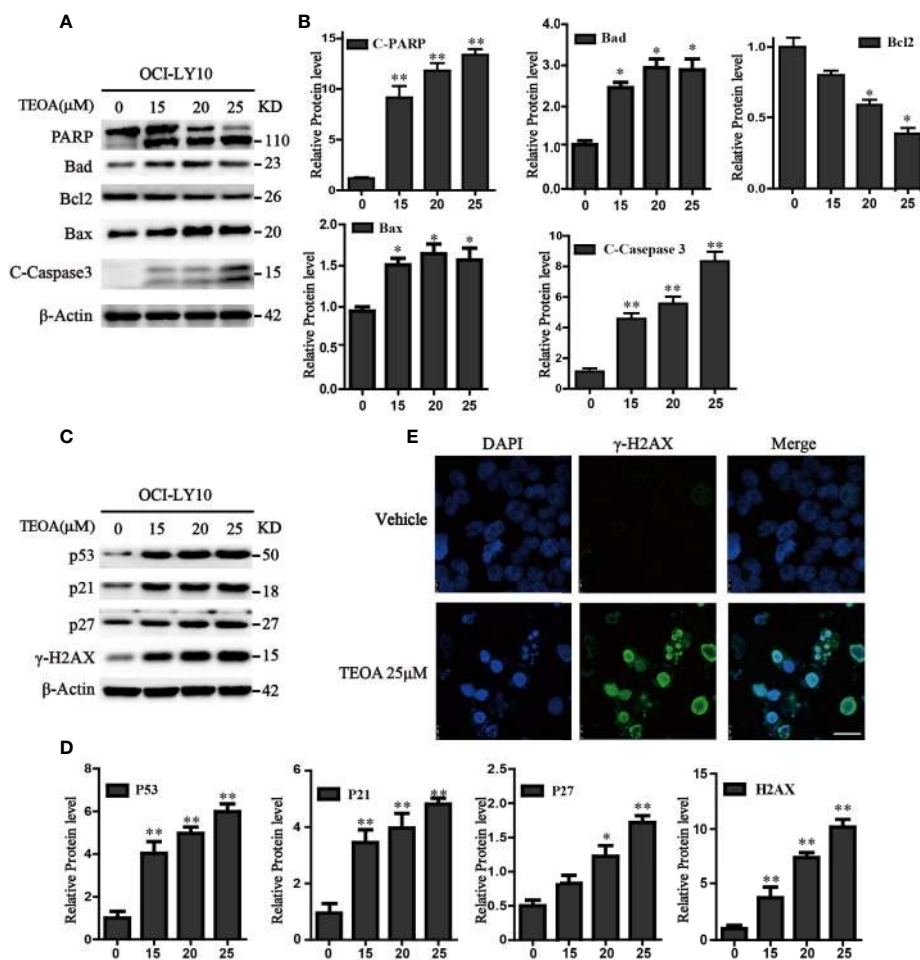 A
OCI-LY10
TEOA(μM) 0 15 20 25 KD
PARP 110
Bad 23
Bcl2 26
Bax 20
C-Caspase3 15
β-Actin 42
B
Relative Protein level
15
10
5
0
C-PARP
** ** **
0 15 20 25
Relative Protein level
4.0
3.0
2.0
1.0
0.0
Bad
* * *
0 15 20 25
Relative Protein level
1.0
0.5
0.0
Bcl2
* *
0 15 20 25
Relative Protein level
2.0
1.5
1.0
0.5
0.0
Bax
* * *
0 15 20 25
Relative Protein level
10
8
6
4
2
0
C-Casepase 3
** ** **
0 15 20 25
C
OCI-LY10
TEOA(μM) 0 15 20 25 KD
p53 50
p21 18
p27 27
γ-H2AX 15
β-Actin 42
E
DAPI γ-H2AX Merge
Vehicle
TEOA 25μM
D
Relative Protein level
8
6
4
2
0
P53
** ** **
0 15 20 25
Relative Protein level
6
4
2
0
P21
** ** **
0 15 20 25
Relative Protein level
2.5
2.0
1.5
1.0
0.5
0.0
P27
* **
0 15 20 25
Relative Protein level
15
10
5
0
H2AX
** ** **
0 15 20 25